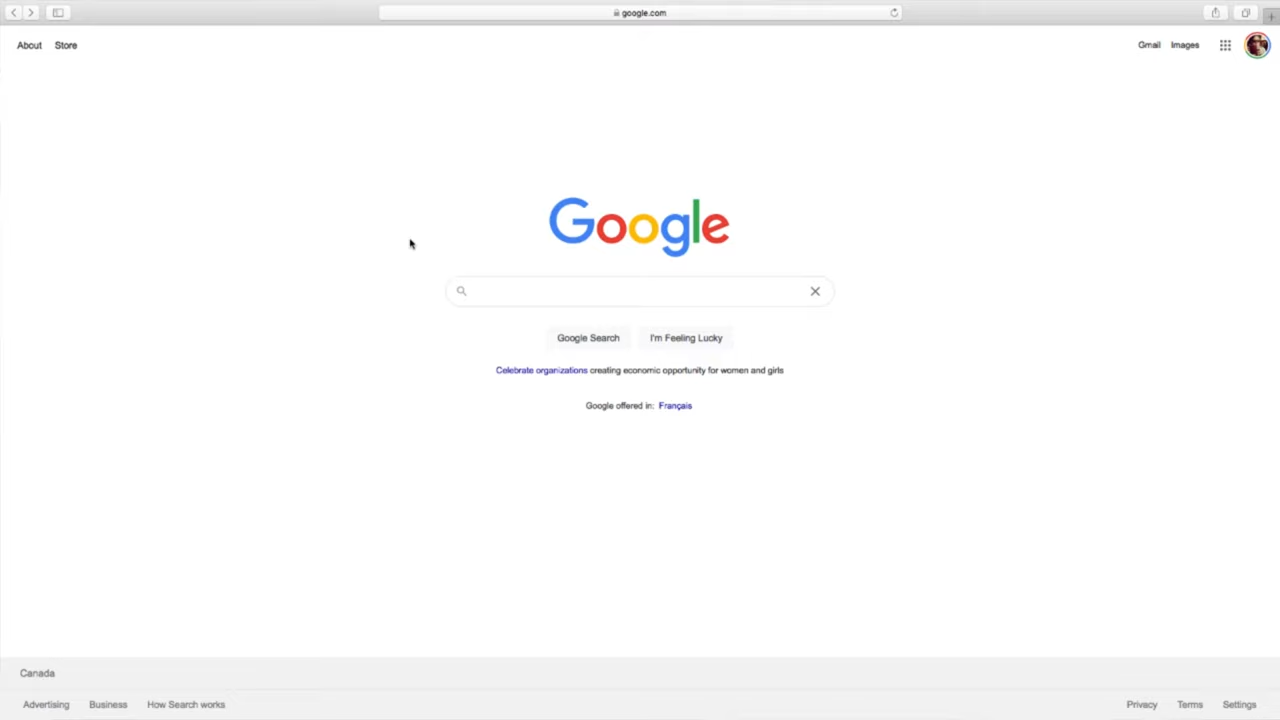 google.com
About Store
Gmail Images
Google
Google Search I'm Feeling Lucky
Celebrate organizations creating economic opportunity for women and girls
Google offered in: Français
Canada
Advertising Business How Search works
Privacy Terms Settings